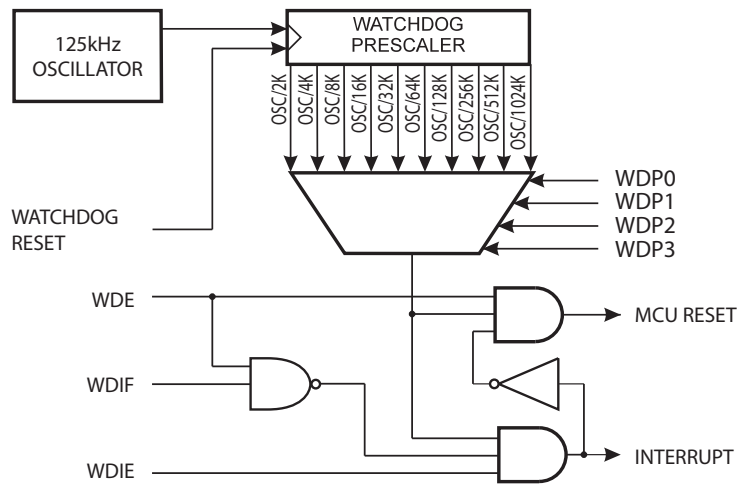 125kHz
OSCILLATOR
WATCHDOG
PRESCALER
OSC/2K
OSC/4K
OSC/8K
OSC/16K
OSC/32K
OSC/64K
OSC/128K
OSC/256K
OSC/512K
OSC/1024K
WDP0
WDP1
WDP2
WDP3
WATCHDOG
RESET
WDE
MCU RESET
WDIF
WDIE
INTERRUPT